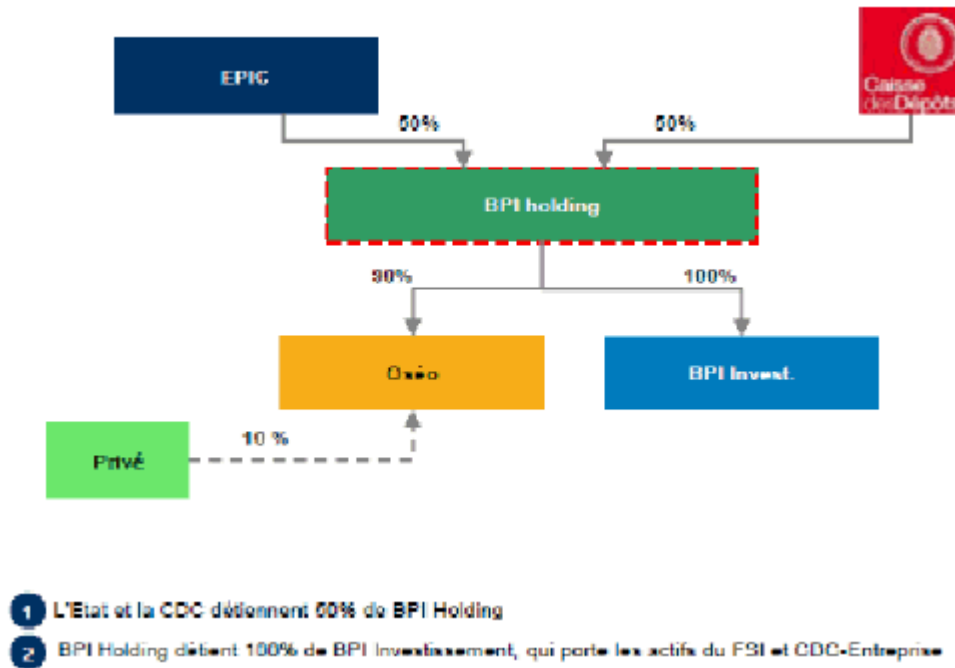 EPIC
Caisse
des Dépôts
50%
50%
BPI holding
90%
100%
Oséo
BPI Invest.
10 %
Privé
1 L'Etat et la CDC détiennent 50% de BPI Holding
2 BPI Holding détient 100% de BPI Investissement, qui porte les actifs du FSI et CDC-Entreprise